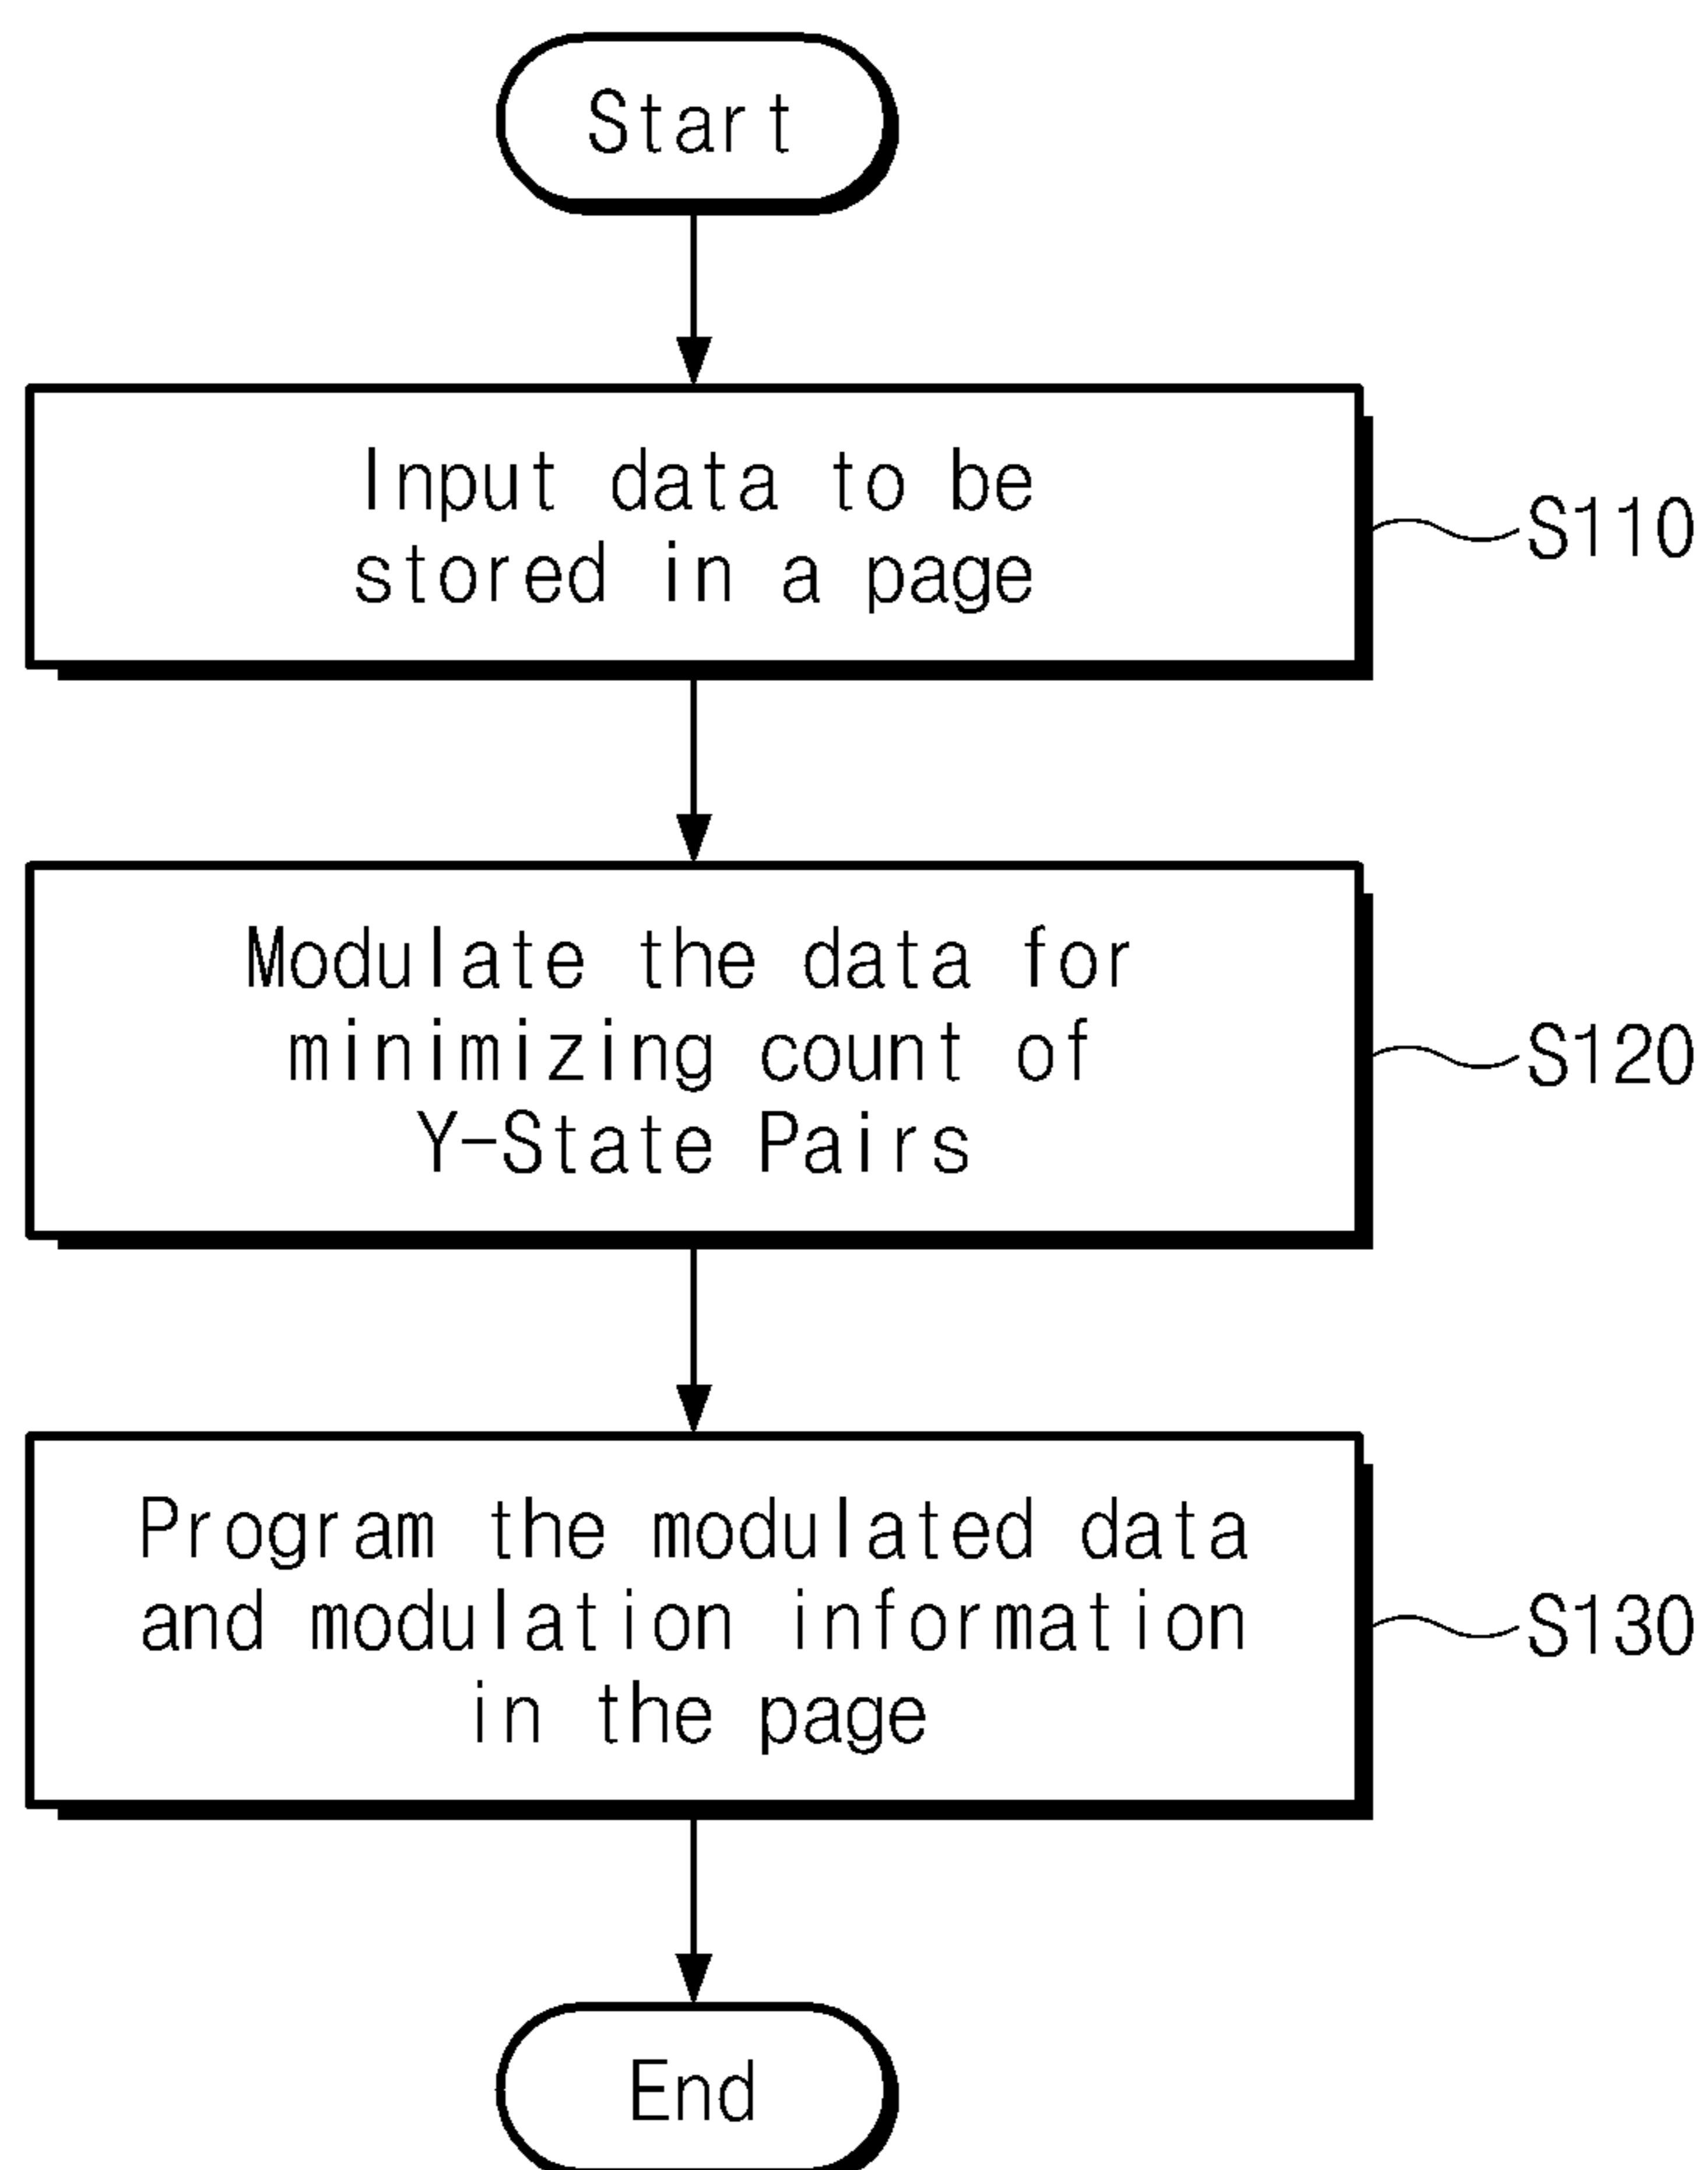 Start
Input data to be
stored in a page
S110
Modulate the data for
minimizing count of
Y-State Pairs
S120
Program the modulated data
and modulation information
in the page
S130
End